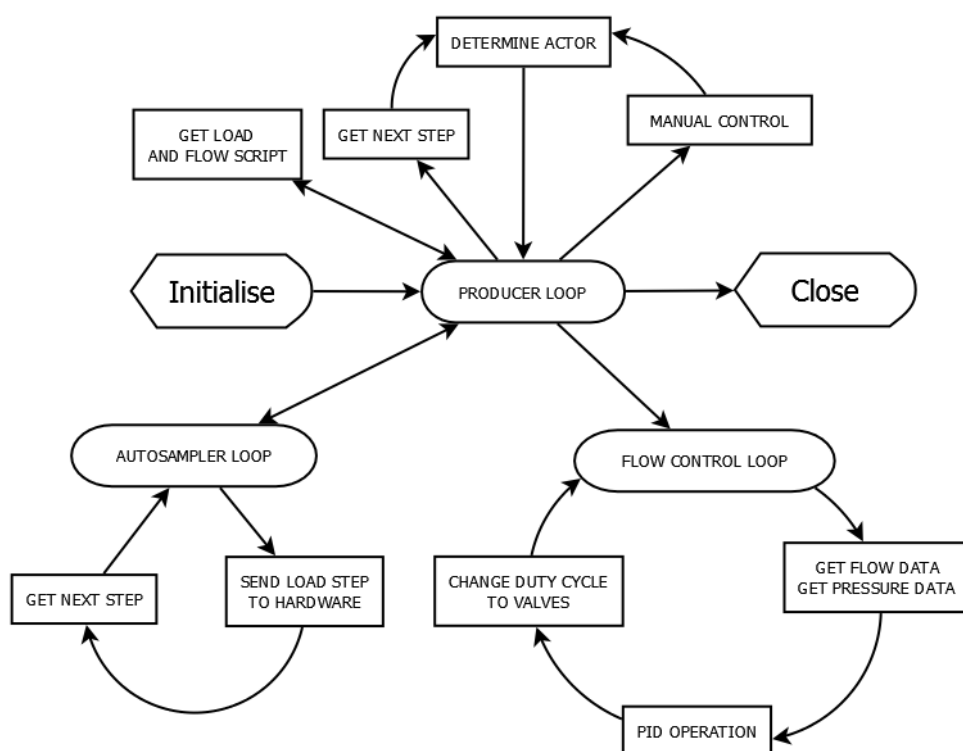 DETERMINE ACTOR
GET LOAD
AND FLOW SCRIPT
GET NEXT STEP
MANUAL CONTROL
Initialise
PRODUCER LOOP
Close
AUTOSAMPLER LOOP
FLOW CONTROL LOOP
GET NEXT STEP
SEND LOAD STEP
TO HARDWARE
CHANGE DUTY CYCLE
TO VALVES
GET FLOW DATA
GET PRESSURE DATA
PID OPERATION